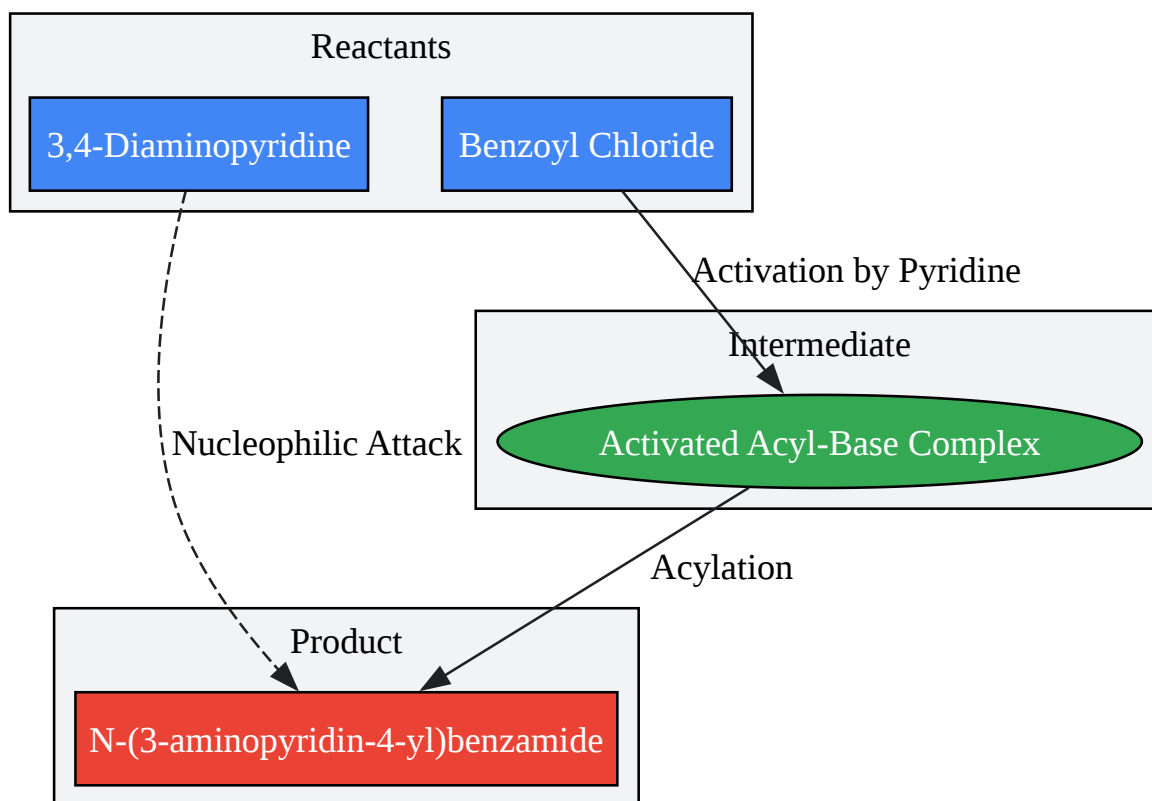 Reactants
3,4-Diaminopyridine
Benzoyl Chloride
Activation by Pyridine
Intermediate
Nucleophilic Attack
Activated Acyl-Base Complex
Acylation
Product
N-(3-aminopyridin-4-yl)benzamide